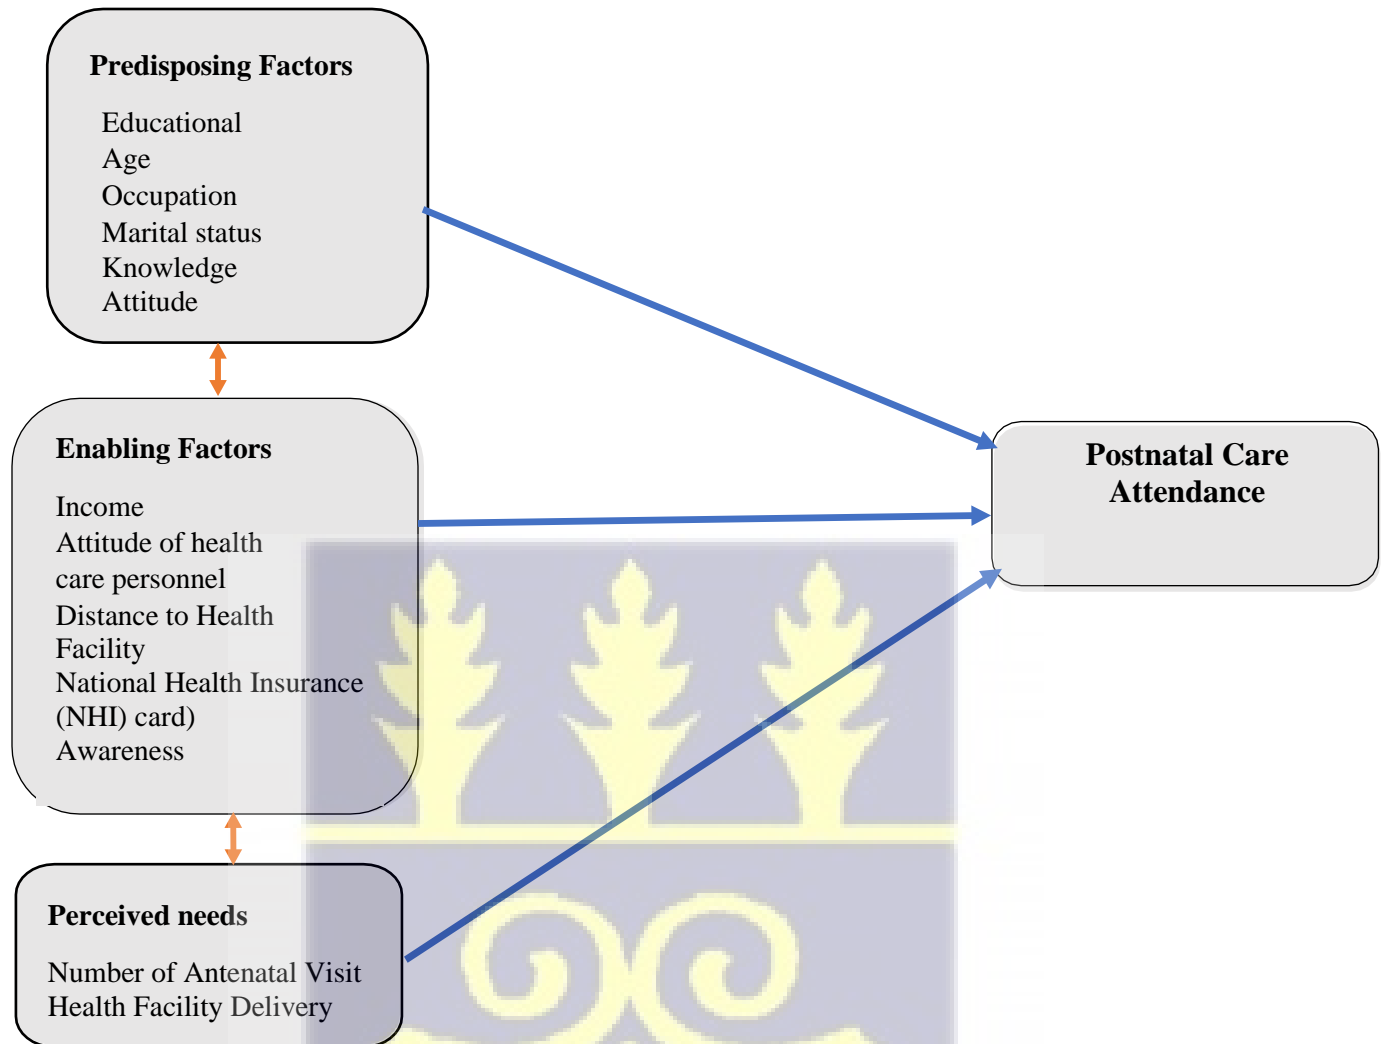 Predisposing Factors
Educational
Age
Occupation
Marital status
Knowledge
Attitude
Enabling Factors
Income
Attitude of health
care personnel
Distance to Health
Facility
National Health Insurance
(NHI) card)
Awareness
Perceived needs
Number of Antenatal Visit
Health Facility Delivery
Postnatal Care
Attendance